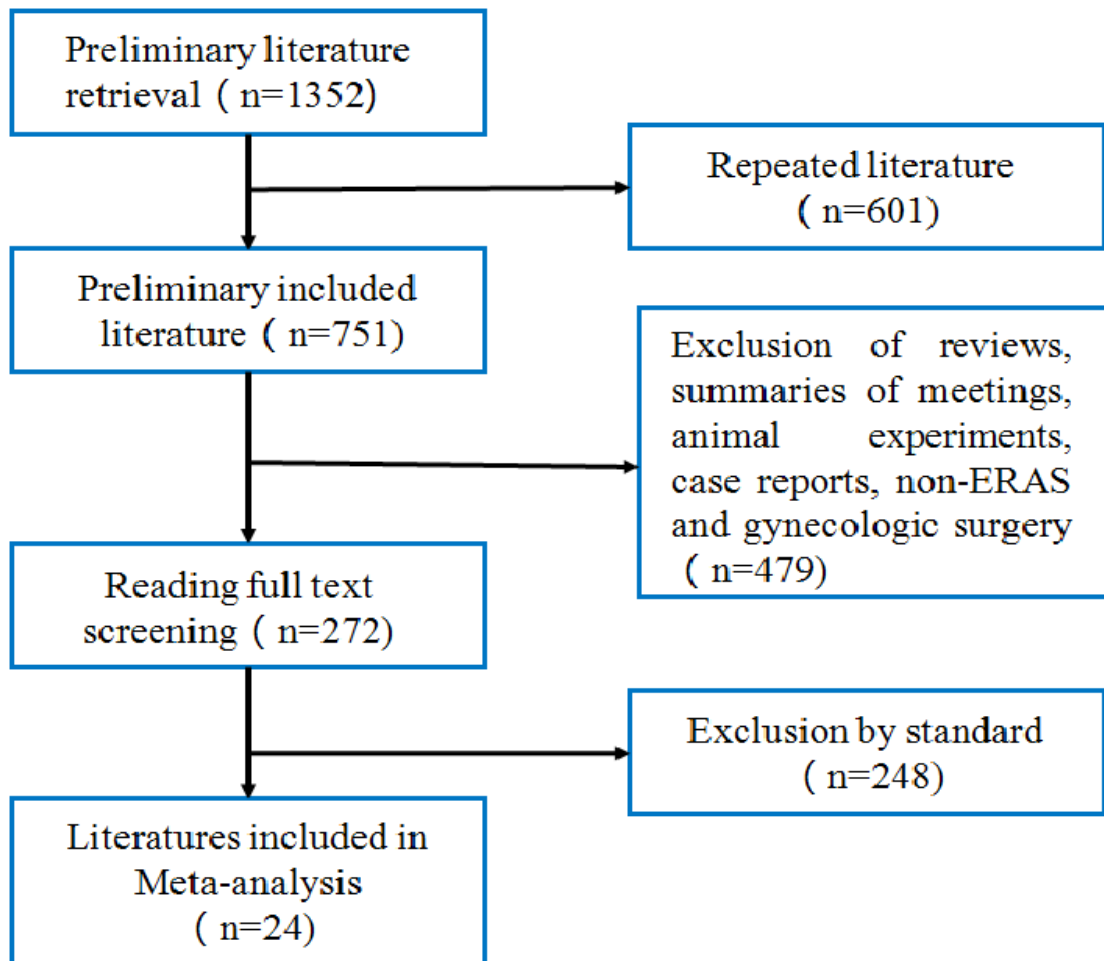 Preliminary literature
retrieval ( n=1352)
Repeated literature
( n=601)
Preliminary included
literature ( n=751)
Exclusion of reviews,
summaries of meetings,
animal experiments,
case reports, non-ERAS
and gynecologic surgery
( n=479)
Reading full text
screening ( n=272)
Exclusion by standard
( n=248)
Literatures included in
Meta-analysis
( n=24)